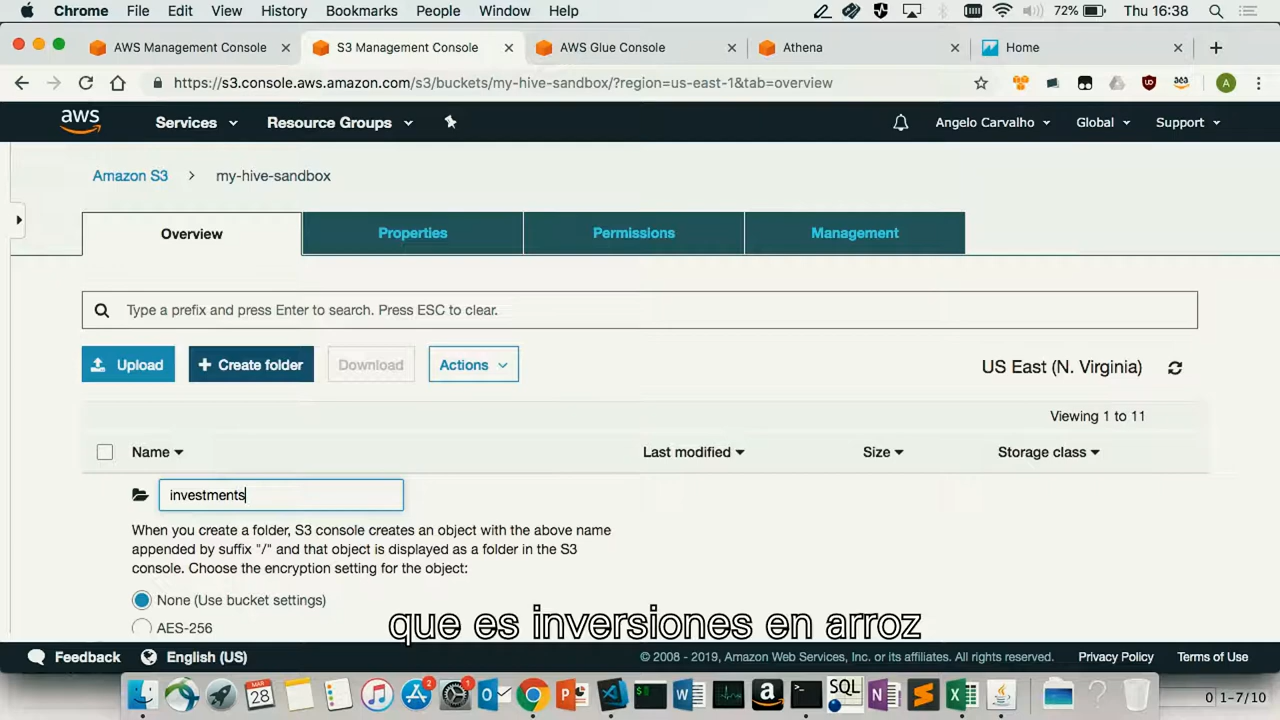 Chrome File Edit View History Bookmarks People Window Help 72% Thu 16:38
AWS Management Console S3 Management Console AWS Glue Console Athena Home
https://s3.console.aws.amazon.com/s3/buckets/my-hive-sandbox/?region=us-east-1&tab=overview A
aws Services Resource Groups Angelo Carvalho Global Support
Amazon S3 > my-hive-sandbox
Overview Properties Permissions Management
Type a prefix and press Enter to search. Press ESC to clear.
Upload + Create folder Download Actions US East (N. Virginia)
Viewing 1 to 11
Name Last modified Size Storage class
investments
When you create a folder, S3 console creates an object with the above name
appended by suffix "/" and that object is displayed as a folder in the S3
console. Choose the encryption setting for the object:
None (Use bucket settings)
AES-256
que es inversiones en arroz
Feedback English (US) © 2008 - 2019, Amazon Web Services, Inc. or its affiliates. All rights reserved. Privacy Policy Terms of Use
MAR 28 2 1 SQL 0 1-7/10